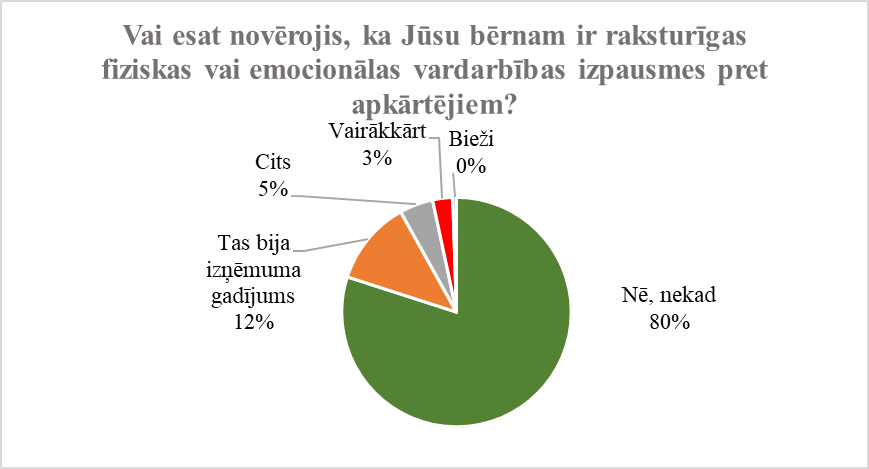 Vai esat novērojis, ka Jūsu bērnam ir raksturīgas
fiziskas vai emocionālas vardarbības izpausmes pret
apkārtējiem?
Vairākkārt
3%
Bieži
0%
Cits
5%
Tas bija
izņēmuma
gadījums
12%
Nē, nekad
80%